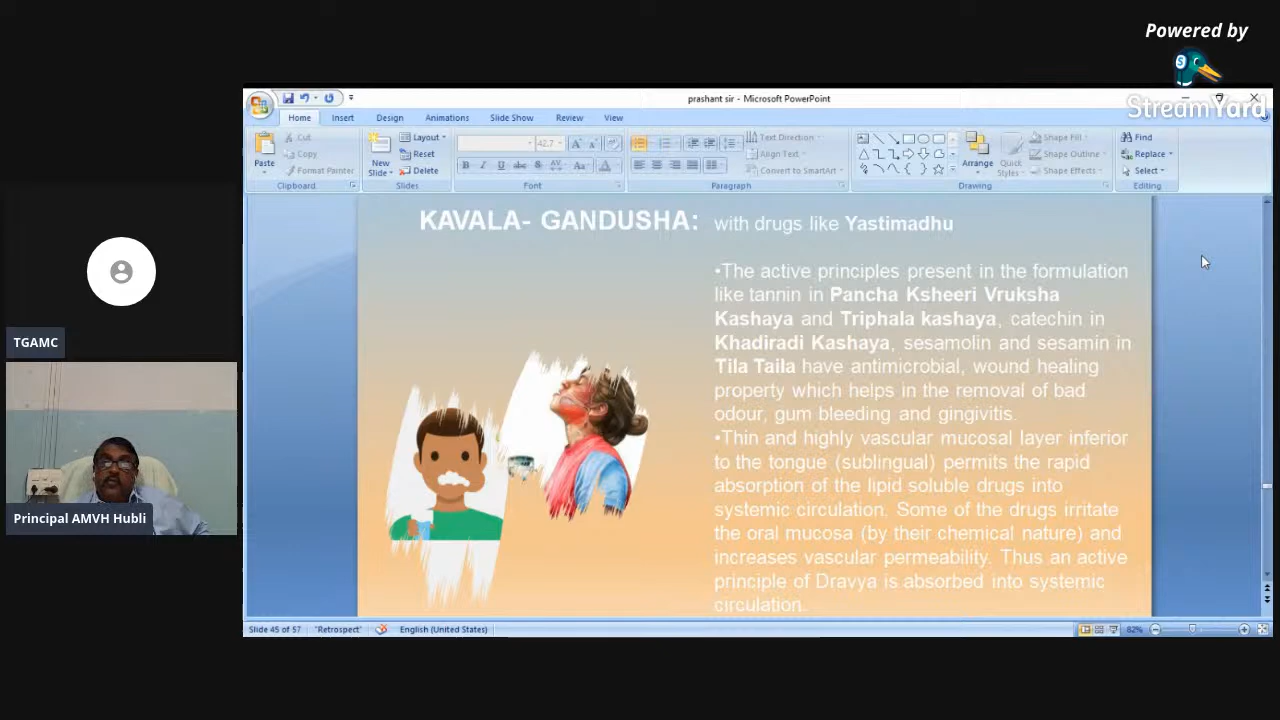 Powered by
StreamYard
prashant sir - Microsoft PowerPoint
Home Insert Design Animations Slide Show Review View
Paste
Cut
Copy
Format Painter
Clipboard
New
Slide
Layout
Reset
Delete
Slides
42.7
B I U abc S AV Aa A
Font
Text Direction
Align Text
Convert to SmartArt
Paragraph
Arrange
Quick
Styles
Shape Fill
Shape Outline
Shape Effects
Drawing
Find
Replace
Select
Editing
KAVALA- GANDUSHA: with drugs like Yastimadhu
•The active principles present in the formulation
like tannin in Pancha Ksheeri Vruksha
Kashaya and Triphala kashaya, catechin in
Khadiradi Kashaya, sesamolin and sesamin in
Tila Taila have antimicrobial, wound healing
property which helps in the removal of bad
odour, gum bleeding and gingivitis.
•Thin and highly vascular mucosal layer inferior
to the tongue (sublingual) permits the rapid
absorption of the lipid soluble drugs into
systemic circulation. Some of the drugs irritate
the oral mucosa (by their chemical nature) and
increases vascular permeability. Thus an active
principle of Dravya is absorbed into systemic
circulation.
TGAMC
Principal AMVH Hubli
Slide 45 of 57 "Retrospect" English (United States) 82%